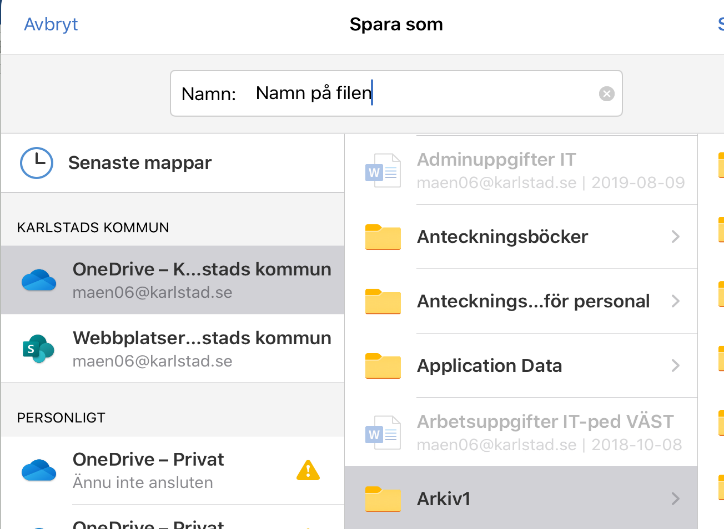 Avbryt
Spara som
S
Namn: Namn på filen
Senaste mappar
KARLSTADS KOMMUN
OneDrive – K...stads kommun
maen06@karlstad.se
Webbplatser...stads kommun
maen06@karlstad.se
PERSONLIGT
OneDrive – Privat
Ännu inte ansluten
OneDrive – Privat
Adminuppgifter IT
maen06@karlstad.se | 2019-08-09
Anteckningsböcker
Antecknings...för personal
Application Data
Arbetsuppgifter IT-ped VÄST
maen06@karlstad.se | 2018-10-08
Arkiv1